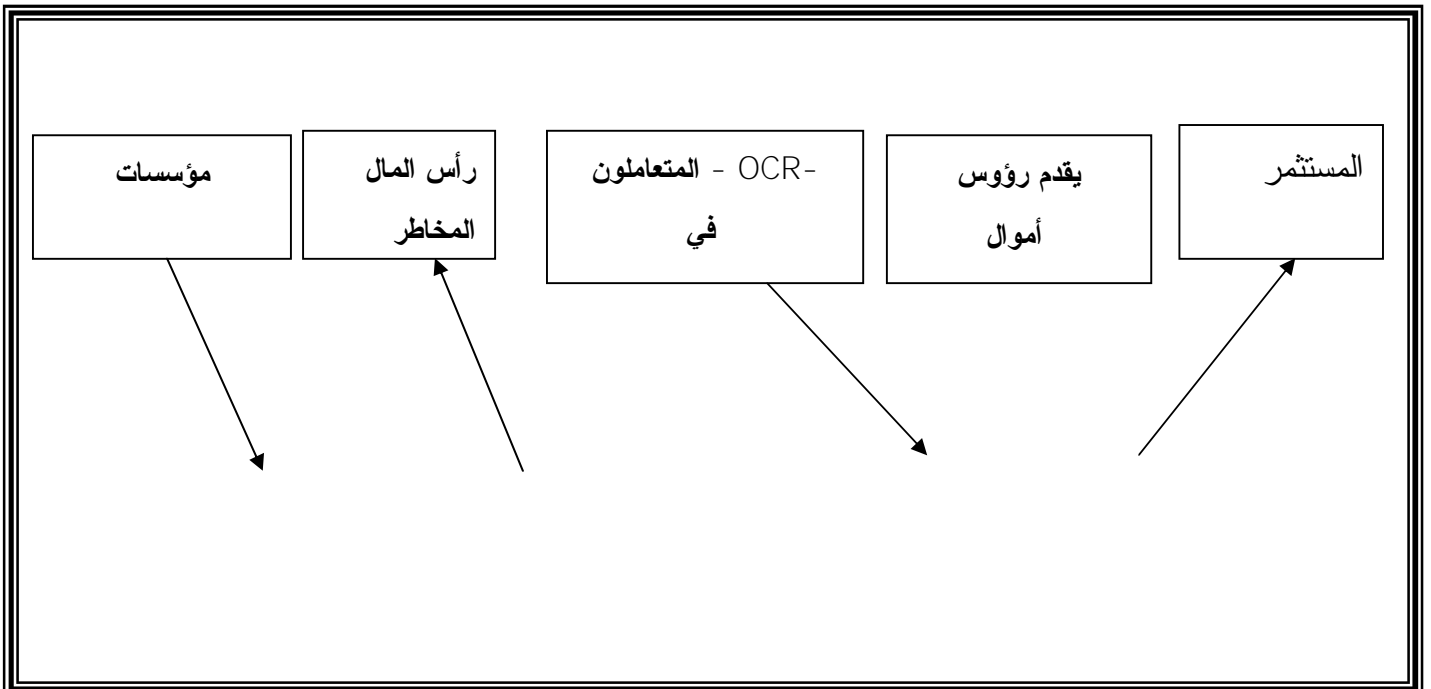 المستثمر
يقدم رؤوس
أموال
المتعاملون - OCR-
في
رأس المال
المخاطر
مؤسسات